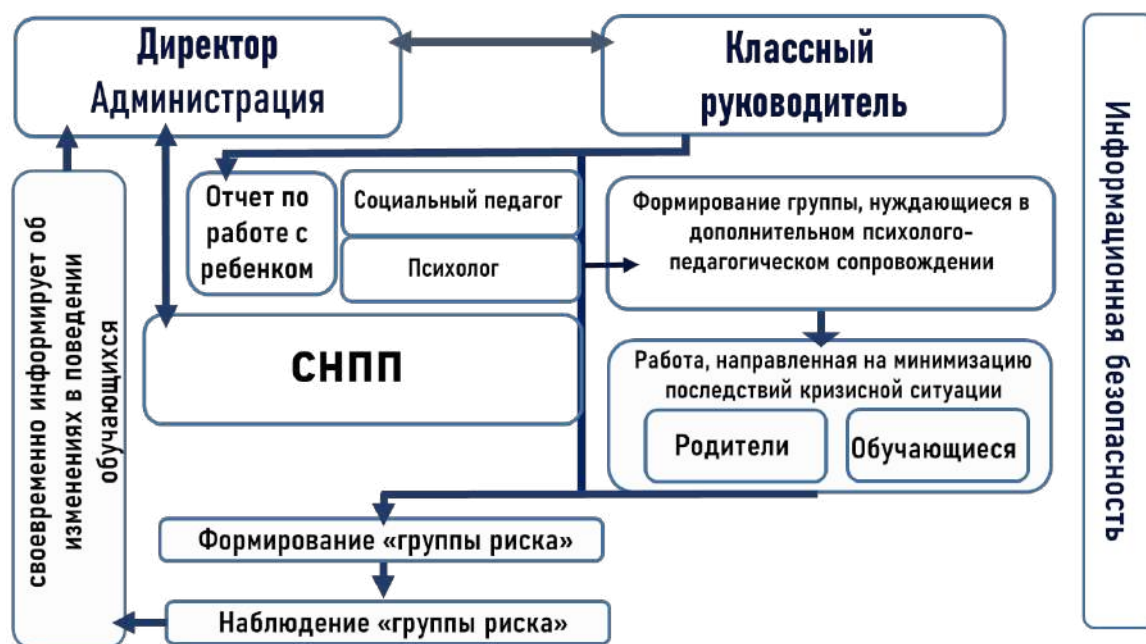 Директор
Администрация
Классный
руководитель
Отчет по
работе с
ребенком
Социальный педагог
Психолог
Формирование группы, нуждающиеся в
дополнительном психолого-
педагогическом сопровождении
СНПП
Работа, направленная на минимизацию
последствий кризисной ситуации
Родители
Обучающиеся
Формирование «группы риска»
Наблюдение «группы риска»
своевременно информирует об
изменениях в поведении
обучающихся
Информационная безопасность